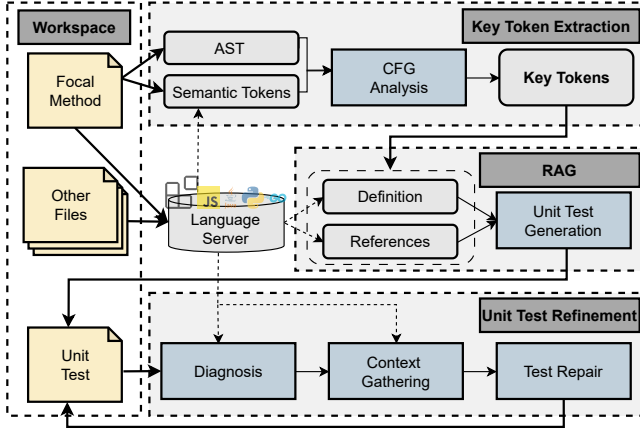 Workspace
Key Token Extraction
Focal
Method
AST
Semantic Tokens
CFG
Analysis
Key Tokens
RAG
Other
Files
JS
Language
Server
Definition
References
Unit Test
Generation
Unit Test Refinement
Unit
Test
Diagnosis
Context
Gathering
Test Repair